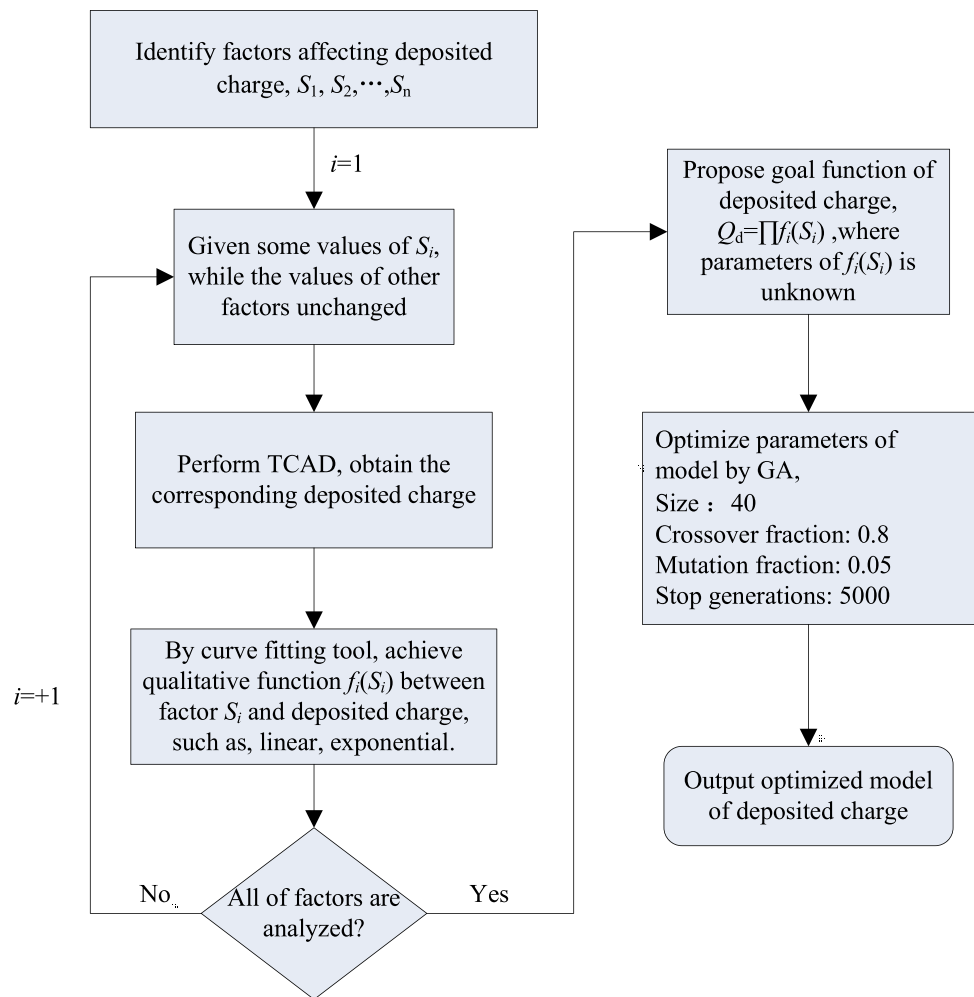 Identify factors affecting deposited
charge, S1, S2,⋯,Sn
i=1
Given some values of Si,
while the values of other
factors unchanged
Perform TCAD, obtain the
corresponding deposited charge
By curve fitting tool, achieve
qualitative function fi(Si) between
factor Si and deposited charge,
such as, linear, exponential.
i=+1
All of factors are
analyzed?
No
Yes
Propose goal function of
deposited charge,
Qd=∏fi(Si) ,where
parameters of fi(Si) is
unknown
Optimize parameters of
model by GA,
Size：40
Crossover fraction: 0.8
Mutation fraction: 0.05
Stop generations: 5000
Output optimized model
of deposited charge